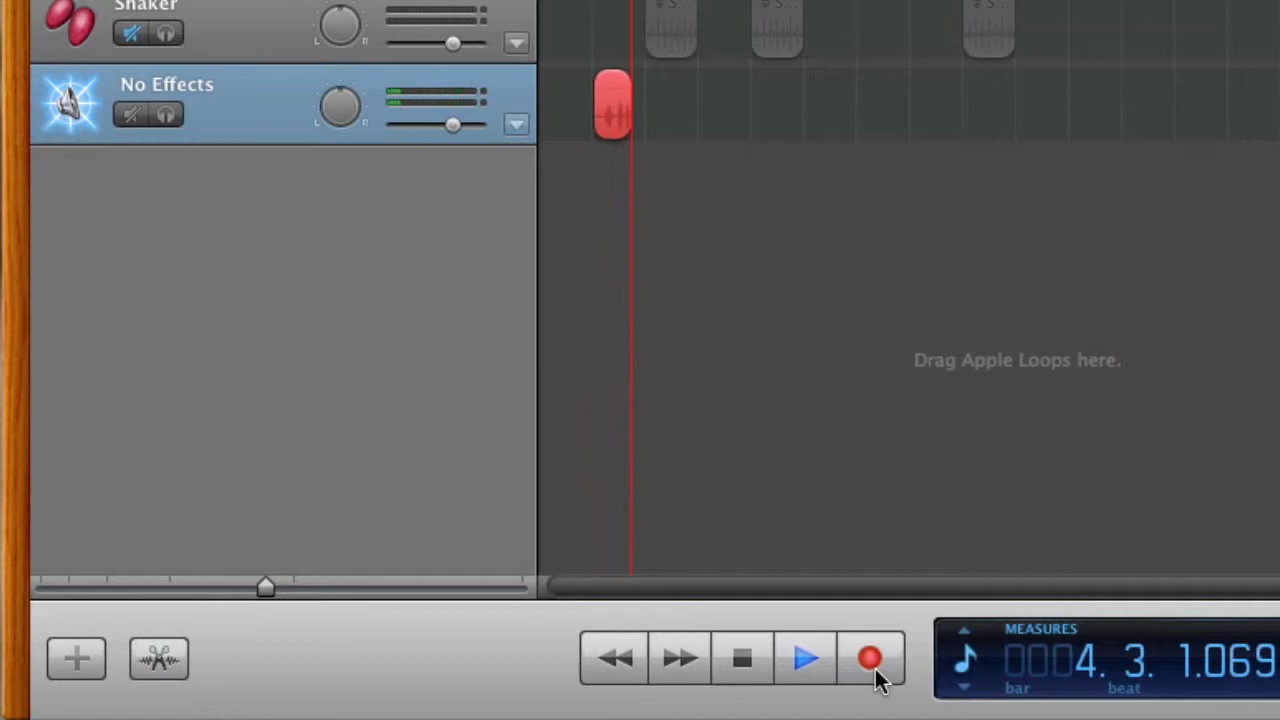 Shaker
S...
S...
S...
L R
No Effects
L R
Drag Apple Loops here.
MEASURES
0004. 3. 1.069
bar beat